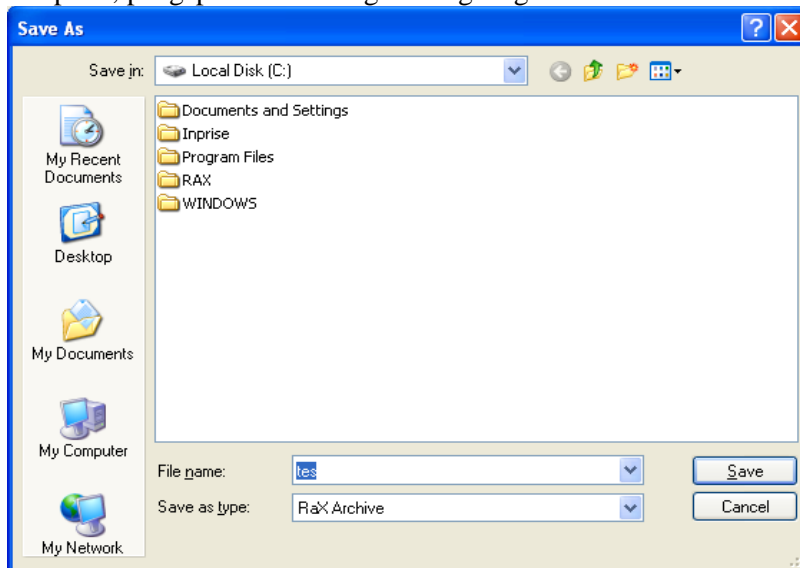 Save As
Save in:
Local Disk (C:)
Documents and Settings
Inprise
Program Files
RAX
WINDOWS
My Recent
Documents
Desktop
My Documents
My Computer
My Network
File name:
tes
Save
Save as type:
RaX Archive
Cancel